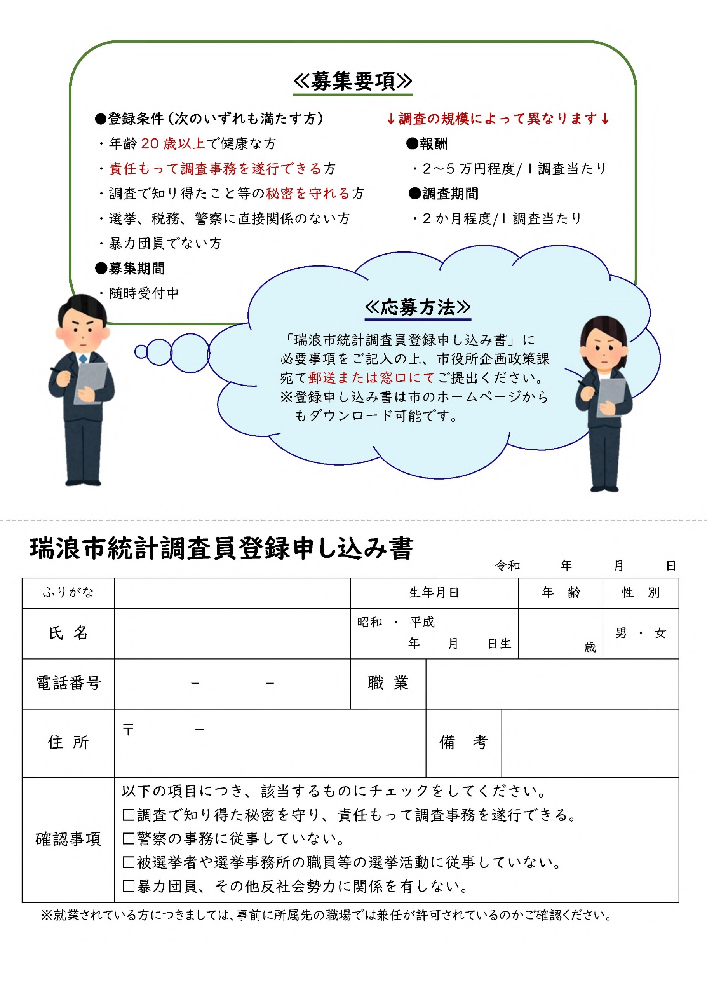 ≪募集要項≫
●登録条件（次のいずれも満たす方）
・年齢 20 歳以上で健康な方
・責任もって調査事務を遂行できる方
・調査で知り得たこと等の秘密を守れる方
・選挙、税務、警察に直接関係のない方
・暴力団員でない方
●募集期間
・随時受付中
↓調査の規模によって異なります↓
●報酬
・2～5 万円程度/1調査当たり
●調査期間
・2か月程度/1 調査当たり
≪応募方法≫
「瑞浪市統計調査員登録申し込み書」に
必要事項をご記入の上、市役所企画政策課
宛て郵送または窓口にてご提出ください。
※登録申し込み書は市のホームページから
もダウンロード可能です。
瑞浪市統計調査員登録申し込み書
令和 年 月 日
ふりがな 生年月日 年 齢 性 別
氏 名 昭和 ・ 平成 男 ・ 女
年 月 日生 歳
電話番号 － － 職 業
住 所 〒 － 備 考
確認事項
以下の項目につき、該当するものにチェックをしてください。
□調査で知り得た秘密を守り、責任もって調査事務を遂行できる。
□警察の事務に従事していない。
□被選挙者や選挙事務所の職員等の選挙活動に従事していない。
□暴力団員、その他反社会勢力に関係を有しない。
※就業されている方につきましては、事前に所属先の職場では兼任が許可されているのかご確認ください。